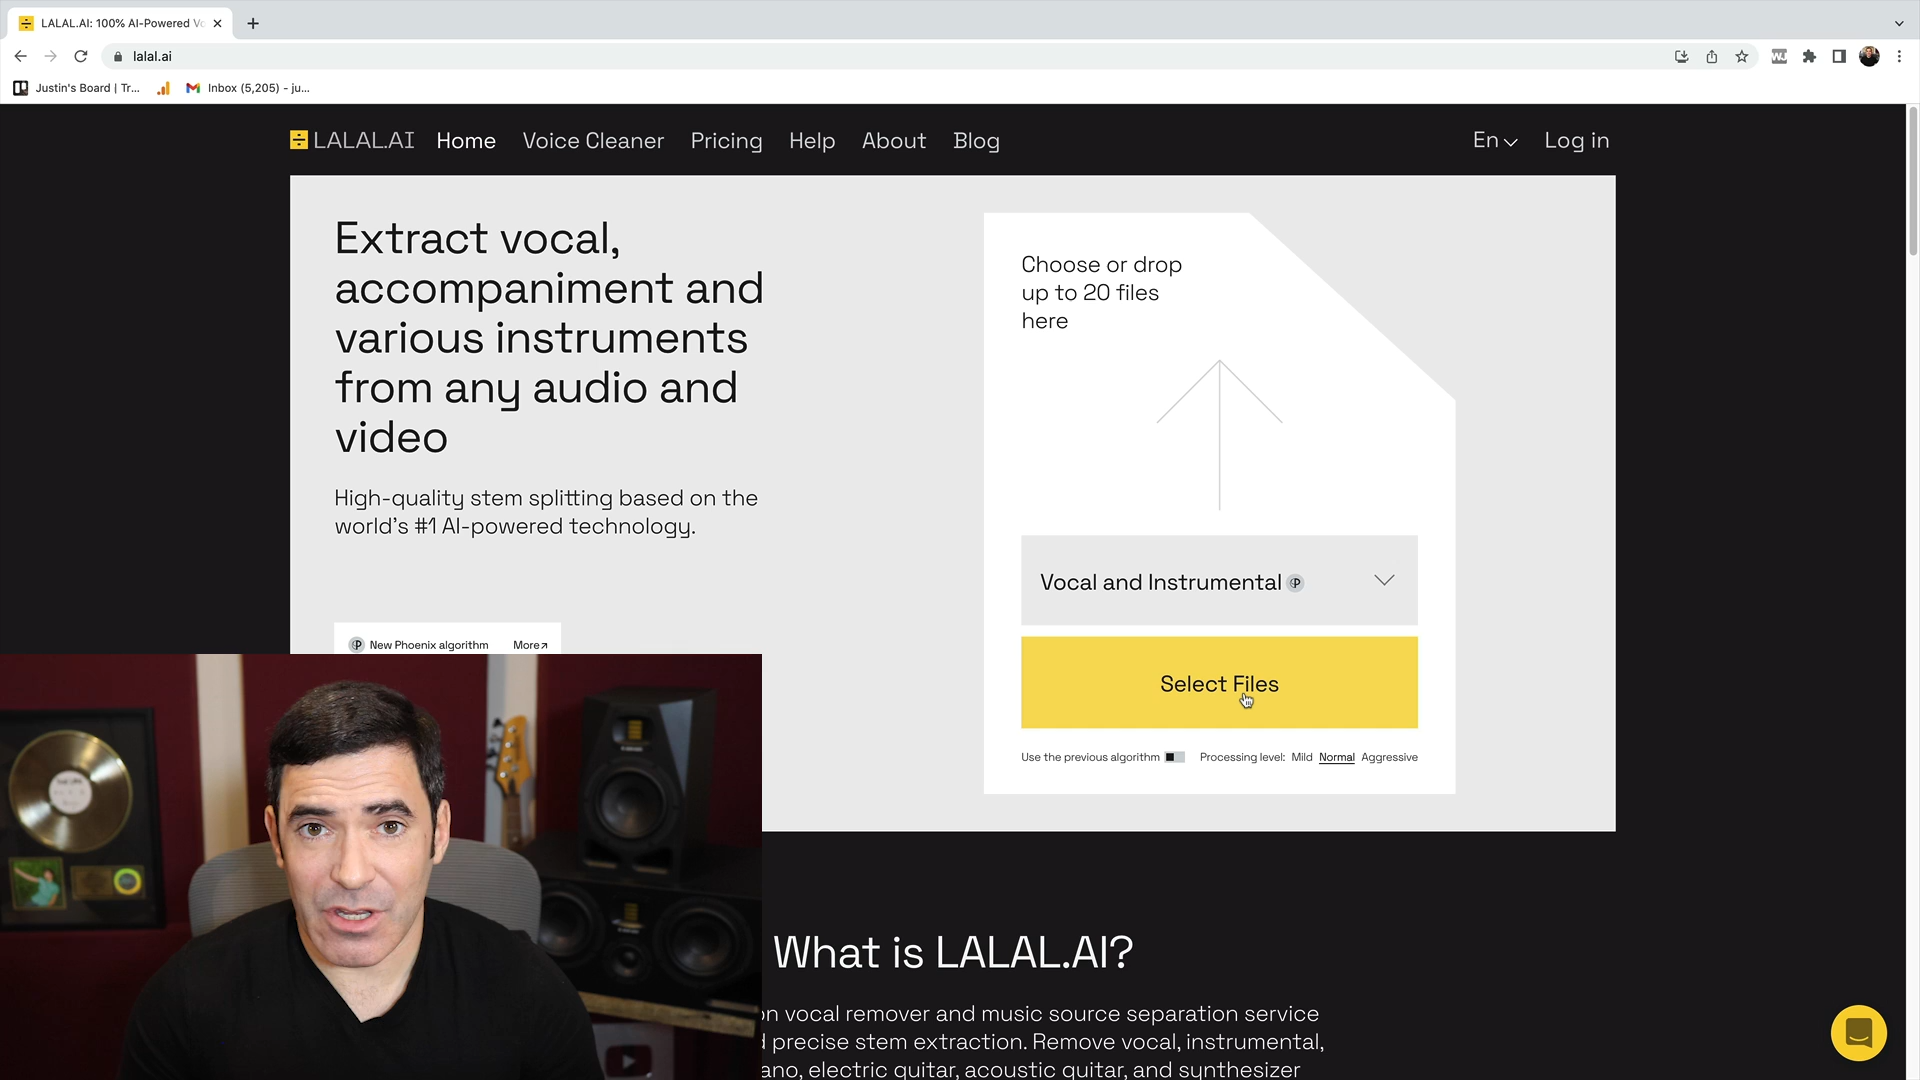 LALAL.AI: 100% AI-Powered Vo
lalal.ai
Justin's Board | Tr...
Inbox (5,205) - ju...
LALAL.AI Home Voice Cleaner Pricing Help About Blog En Log in
Extract vocal,
accompaniment and
various instruments
from any audio and
video
High-quality stem splitting based on the
world's #1 AI-powered technology.
New Phoenix algorithm More↗
Choose or drop
up to 20 files
here
Vocal and Instrumental
Select Files
Use the previous algorithm Processing level: Mild Normal Aggressive
What is LALAL.AI?
on vocal remover and music source separation service
d precise stem extraction. Remove vocal, instrumental,
ano, electric guitar, acoustic guitar, and synthesizer